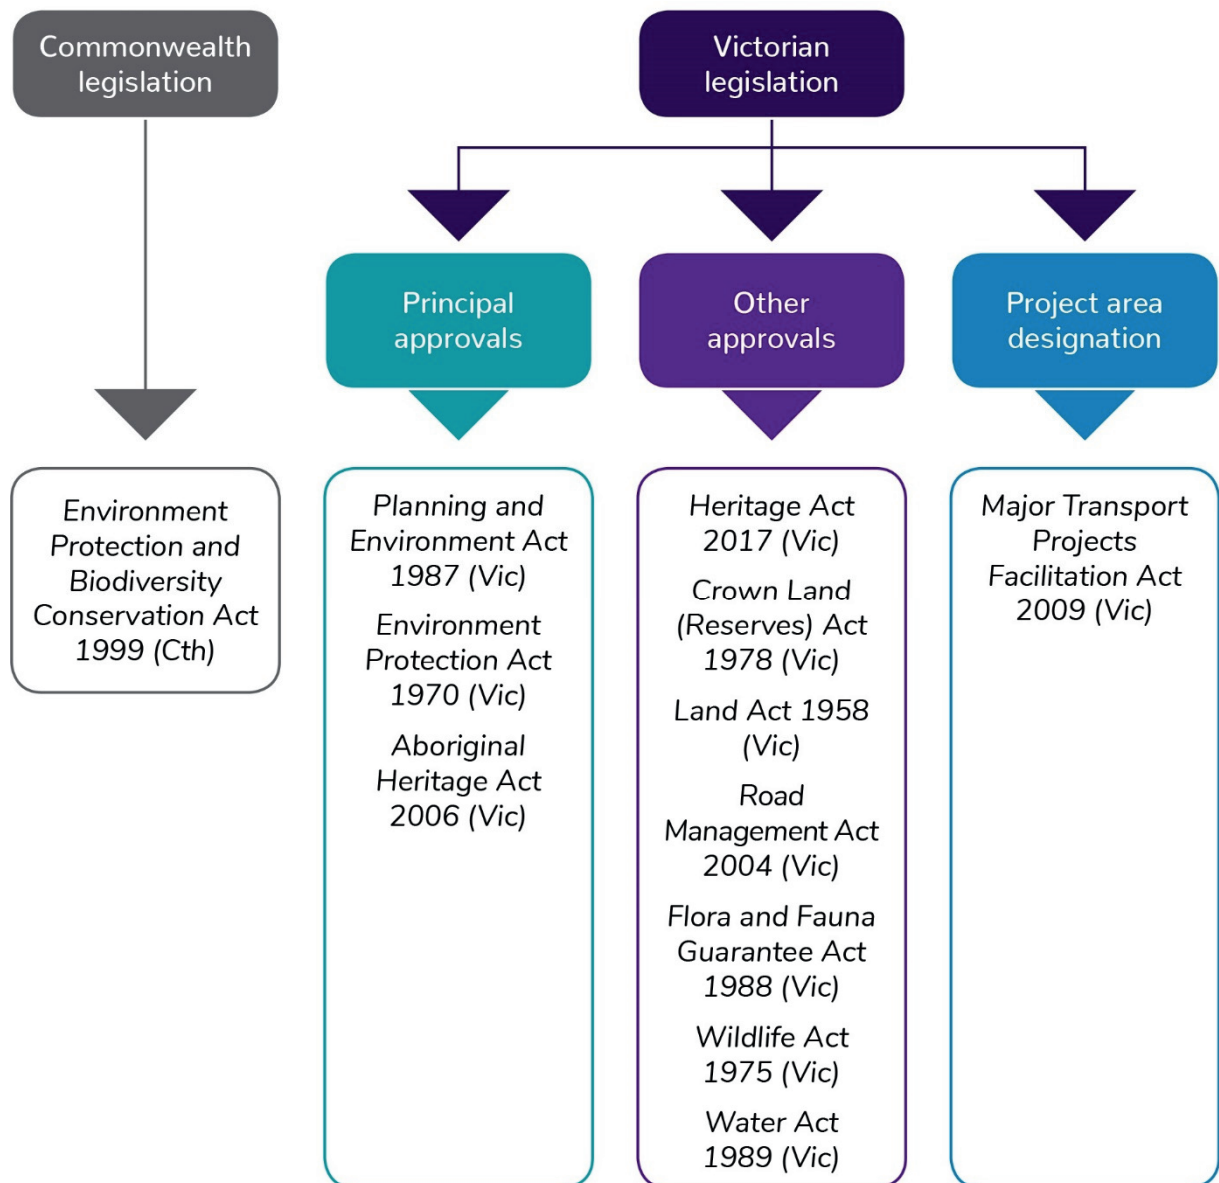 Commonwealth
legislation
Victorian
legislation
Principal
approvals
Other
approvals
Project area
designation
Environment
Protection and
Biodiversity
Conservation Act
1999 (Cth)
Planning and
Environment Act
1987 (Vic)
Environment
Protection Act
1970 (Vic)
Aboriginal
Heritage Act
2006 (Vic)
Heritage Act
2017 (Vic)
Crown Land
(Reserves) Act
1978 (Vic)
Land Act 1958
(Vic)
Road
Management Act
2004 (Vic)
Flora and Fauna
Guarantee Act
1988 (Vic)
Wildlife Act
1975 (Vic)
Water Act
1989 (Vic)
Major Transport
Projects
Facilitation Act
2009 (Vic)